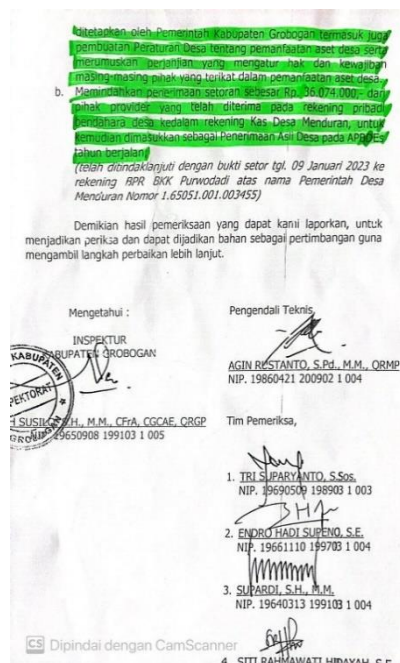 ditetapkan oleh Pemerintah Kabupaten Grobogan termasuk juga
pembuatan Peraturan Desa tentang pemanfaatan aset desa serta
merumuskan perjanjian yang mengatur hak dan kewajiban
masing-masing pihak yang terikat dalam pemanfaatan aset desa.
b. Memindahkan penerimaan setoran sebesar Rp. 36.074.000,- dari
pihak provider yang telah diterima pada rekening pribadi
bendahara desa kedalam rekening Kas Desa Menduran, untuk
kemudian dimasukkan sebagai Penerimaan Asli Desa pada APBDEs
tahun berjalan.
(telah ditindaklanjuti dengan bukti setor tgl. 09 Januari 2023 ke
rekening BPR BKK Purwodadi atas nama Pemerintah Desa
Menduran Nomor 1.65051.001.003455)
Demikian hasil pemeriksaan yang dapat kami laporkan, untuk
menjadikan periksa dan dapat dijadikan bahan sebagai pertimbangan guna
mengambil langkah perbaikan lebih lanjut.
Mengetahui :
INSPEKTUR
KABUPATEN GROBOGAN
H SUSILO, S.H., M.M., CFrA, CGCAE, QRGP
19650908 199103 1 005
Pengendali Teknis,
AGIN RESTANTO, S.Pd., M.M., QRMP
NIP. 19860421 200902 1 004
Tim Pemeriksa,
1. TRI SUPARYANTO, S.Sos.
NIP. 19690509 198903 1 003
2. ENDRO HADI SUPENO, S.E.
NIP. 19661110 199703 1 004
3. SUPARDI, S.H., M.M.
NIP. 19640313 199103 1 004
4. SITI RAHMAWATI HIDAYAH, S.E.
CS Dipindai dengan CamScanner